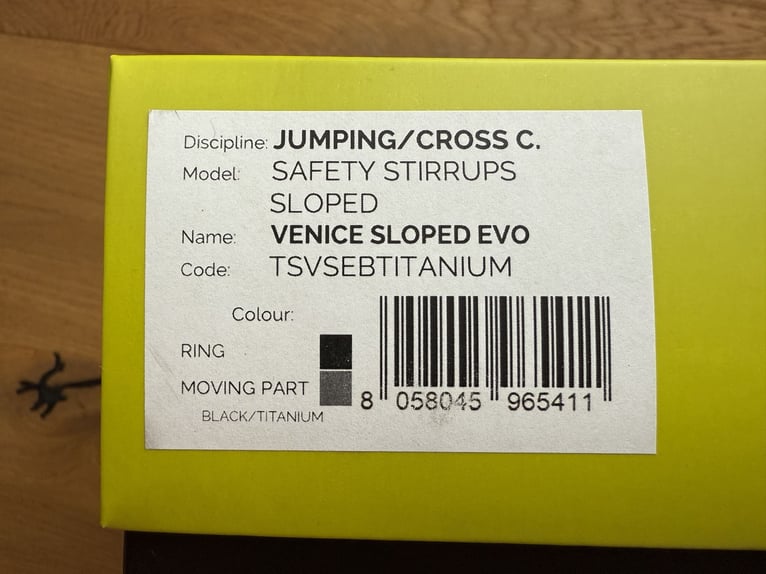 Discipline: JUMPING/CROSS C.
Model: SAFETY STIRRUPS
SLOPED
Name: VENICE SLOPED EVO
Code: TSVSEBTITANIUM
Colour:
RING
MOVING PART
BLACK/TITANIUM
8 058045 965411